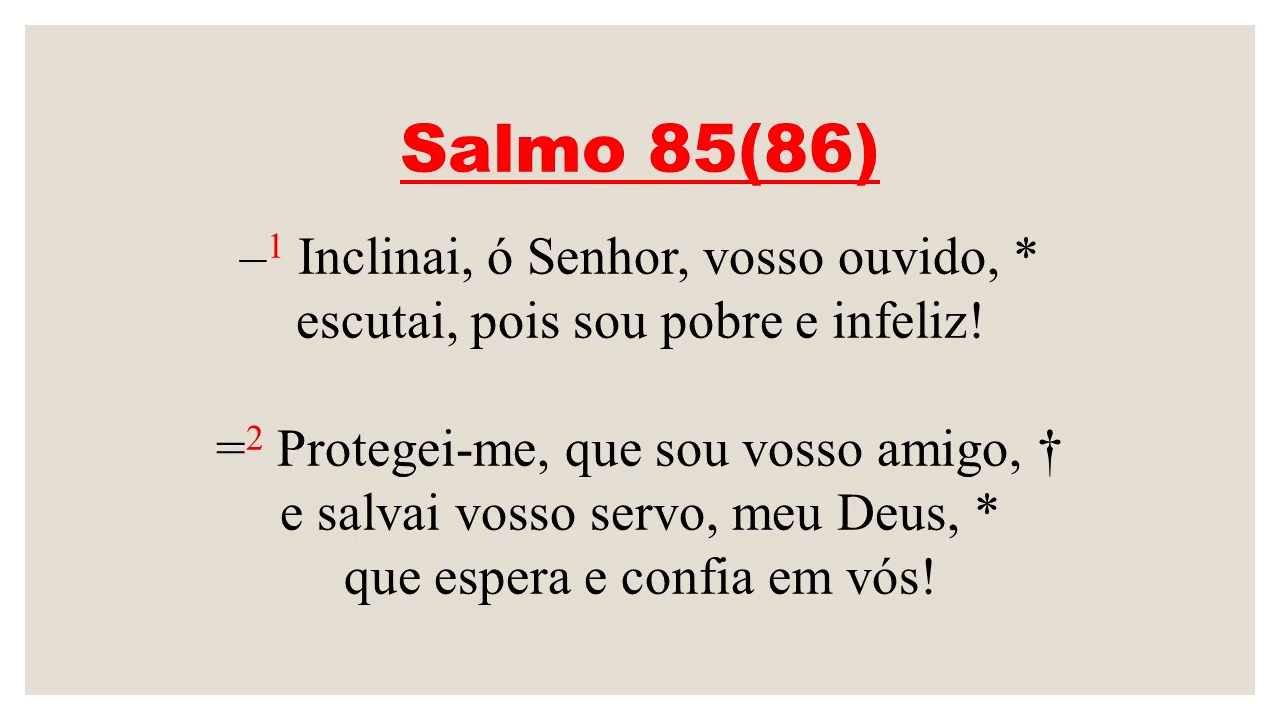 Salmo 85(86)
–¹ Inclinai, ó Senhor, vosso ouvido, *
escutai, pois sou pobre e infeliz!
=² Protegei-me, que sou vosso amigo, †
e salvai vosso servo, meu Deus, *
que espera e confia em vós!